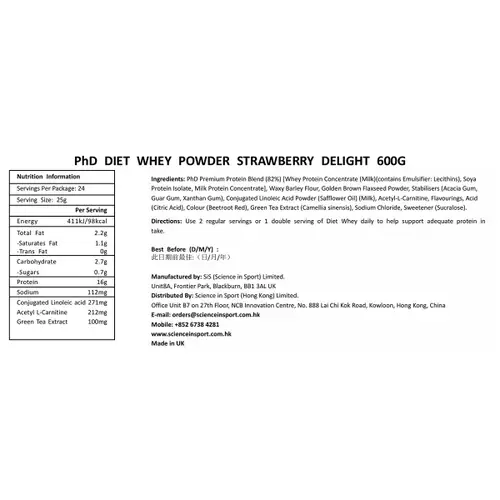 PhD DIET WHEY POWDER STRAWBERRY DELIGHT 600G
Nutrition Information
Servings Per Package: 24
Serving Size: 25g
Per Serving
Energy 411kJ/98kcal
Total Fat 2.2g
-Saturates Fat 1.1g
-Trans Fat 0g
Carbohydrate 2.7g
-Sugars 0.7g
Protein 16g
Sodium 112mg
Conjugated Linoleic acid 271mg
Acetyl L-Carnitine 212mg
Green Tea Extract 100mg
Ingredients: PhD Premium Protein Blend (82%) [Whey Protein Concentrate (Milk)(contains Emulsifier: Lecithins), Soya
Protein Isolate, Milk Protein Concentrate], Waxy Barley Flour, Golden Brown Flaxseed Powder, Stabilisers (Acacia Gum,
Guar Gum, Xanthan Gum), Conjugated Linoleic Acid Powder (Safflower Oil) (Milk), Acetyl-L-Carnitine, Flavourings, Acid
(Citric Acid), Colour (Beetroot Red), Green Tea Extract (Camellia sinensis), Sodium Chloride, Sweetener (Sucralose).
Directions: Use 2 regular servings or 1 double serving of Diet Whey daily to help support adequate protein in
take.
Best Before (D/M/Y) :
此日期前最佳:（日/月/年）
Manufactured by: SiS (Science in Sport) Limited.
Unit8A, Frontier Park, Blackburn, BB1 3AL UK
Distributed By: Science in Sport (Hong Kong) Limited.
Office Unit B7 on 27th Floor, NCB Innovation Centre, No. 888 Lai Chi Kok Road, Kowloon, Hong Kong, China
E-mail: orders@scienceinsport.com.hk
Mobile: +852 6738 4281
www.scienceinsport.com.hk
Made in UK